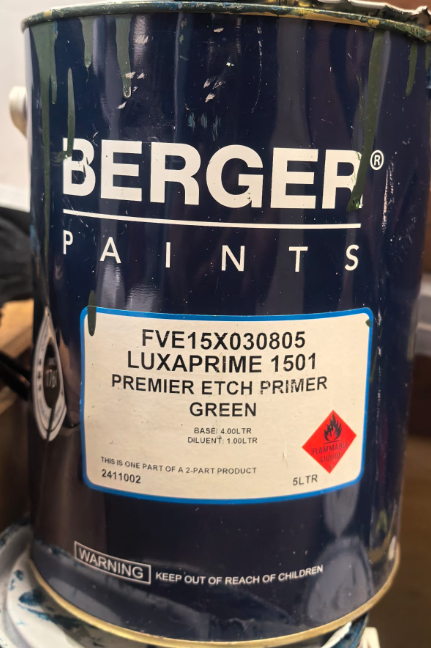 BERGER®
PAINTS
FVE15X030805
LUXAPRIME 1501
PREMIER ETCH PRIMER
GREEN
BASE: 4.00LTR
DILUENT: 1.00LTR
FLAMMABLE
THIS IS ONE PART OF A 2-PART PRODUCT
2411002
5LTR
WARNING KEEP OUT OF REACH OF CHILDREN